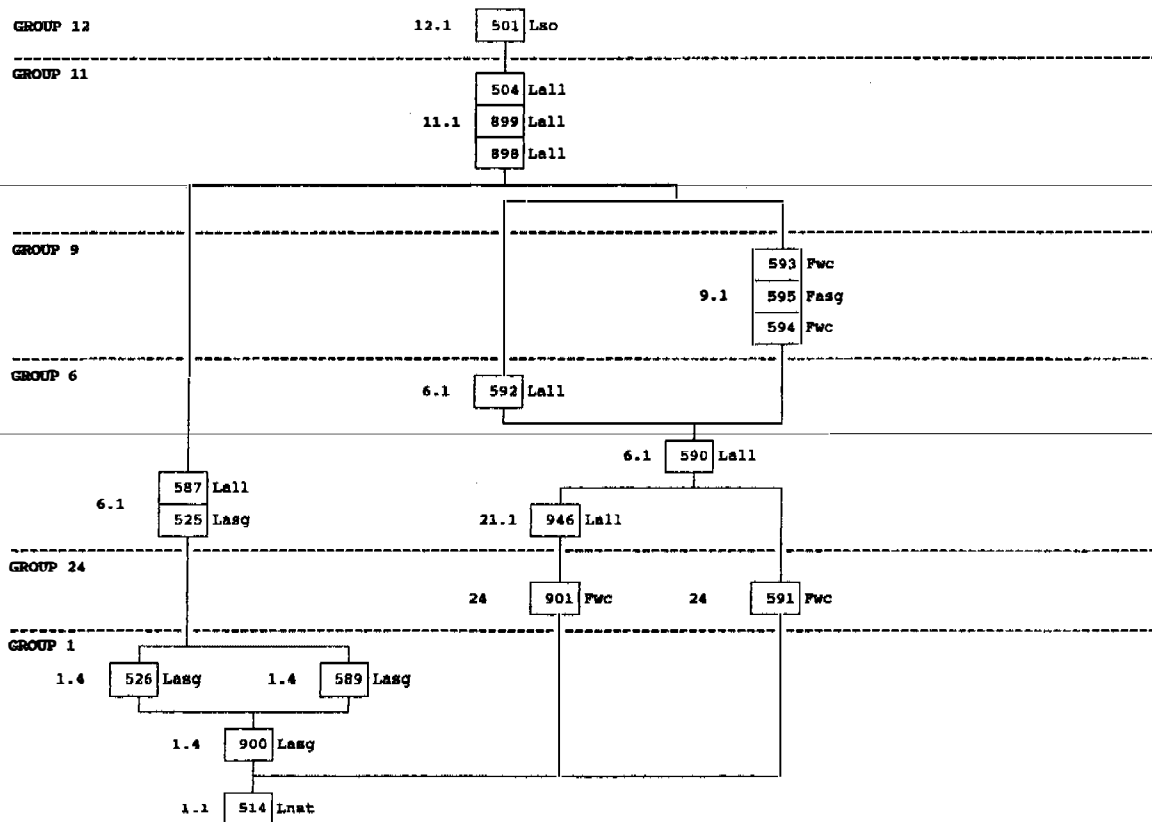 GROUP 12 12.1 501 Lso
GROUP 11
504 Lall
11.1 899 Lall
898 Lall
GROUP 9
593 Fwc
9.1 595 Fasg
594 Fwc
GROUP 6
6.1 592 Lall
6.1 590 Lall
587 Lall
6.1
525 Lasg 21.1 946 Lall
GROUP 24
24 901 Fwc 24 591 Fwc
GROUP 1
1.4 526 Lasg 1.4 589 Lasg
1.4 900 Lasg
1.1 514 Lnat